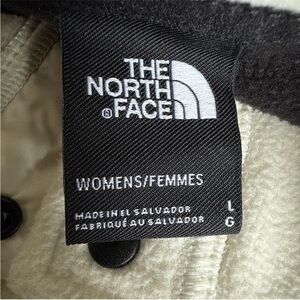 THE
NORTH
® FACE
WOMENS/FEMMES
L
MADE IN EL SALVADOR
FABRIQUÉ AU SALVADOR
G